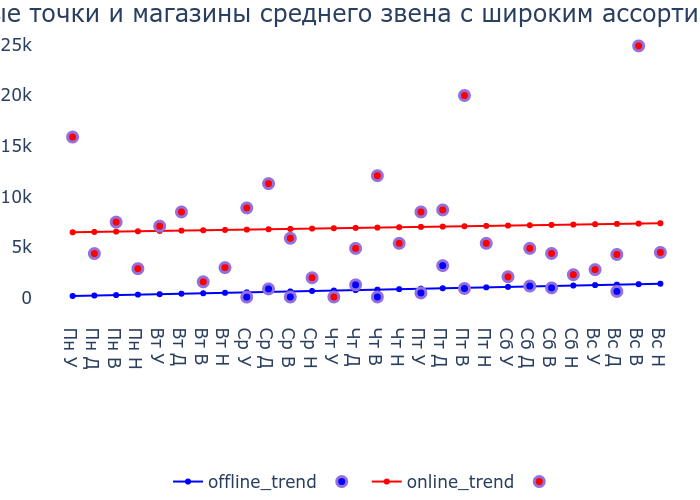 ые точки и магазины среднего звена с широким ассорти
25k
20k
15k
10k
5k
0
Пн У
Пн Д
Пн В
Пн Н
Вт У
Вт Д
Вт В
Вт Н
Ср У
Ср Д
Ср В
Ср Н
Чт У
Чт Д
Чт В
Чт Н
Пт У
Пт Д
Пт В
Пт Н
Сб У
Сб Д
Сб В
Сб Н
Вс У
Вс Д
Вс В
Вс Н
offline_trend online_trend